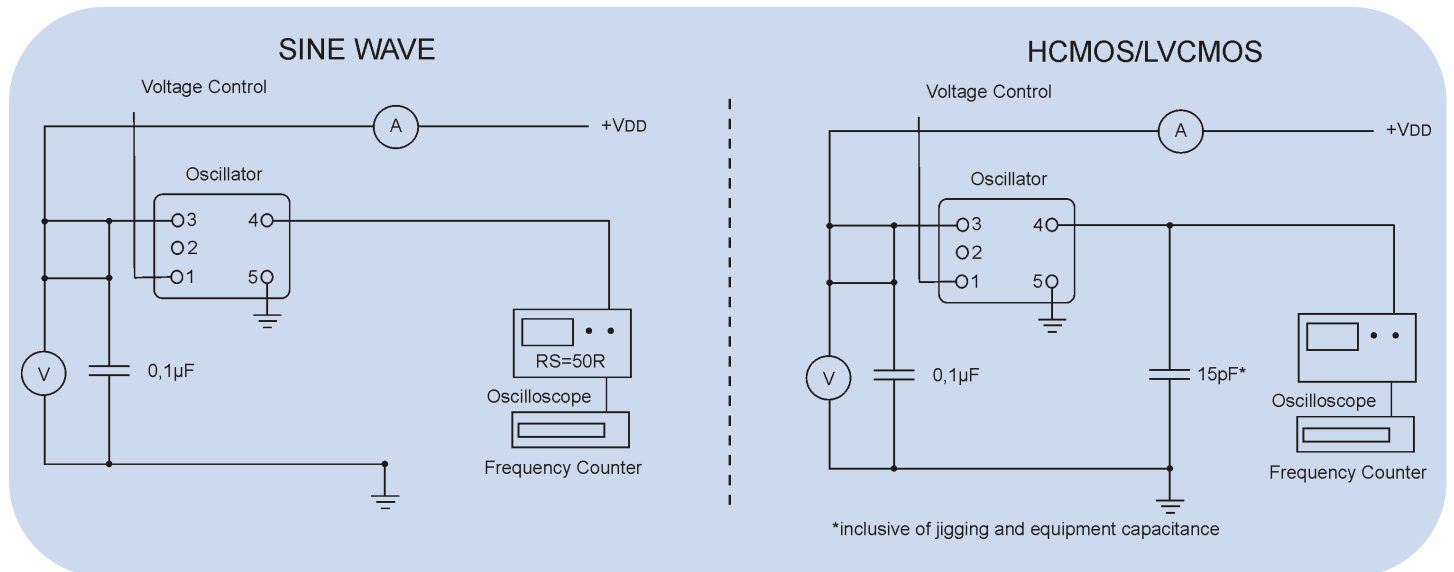 SINE WAVE
Voltage Control
A
+VDD
Oscillator
3
4
2
1
5
V
0,1µF
RS=50R
Oscilloscope
Frequency Counter
HCMOS/LVCMOS
Voltage Control
A
+VDD
Oscillator
3
4
2
1
5
V
0,1µF
15pF*
Oscilloscope
Frequency Counter
*inclusive of jigging and equipment capacitance